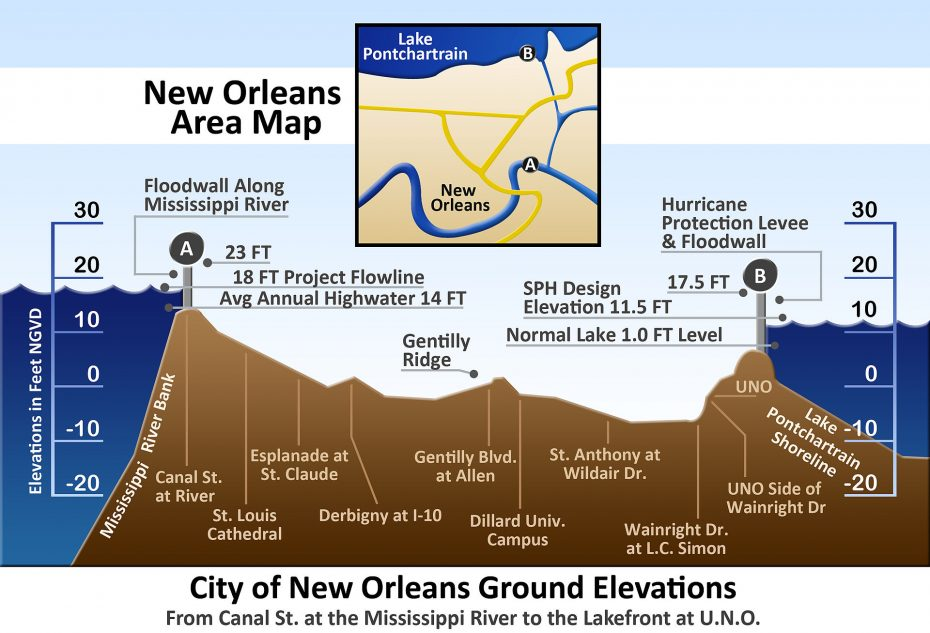 New Orleans
Area Map
Lake
Pontchartrain
B
A
New
Orleans
Floodwall Along
Mississippi River
A
23 FT
18 FT Project Flowline
Avg Annual Highwater 14 FT
Hurricane
Protection Levee
& Floodwall
17.5 FT
B
SPH Design
Elevation 11.5 FT
Normal Lake 1.0 FT Level
Gentilly
Ridge
Elevations in Feet NGVD
30
20
10
0
-10
-20
30
20
10
0
-10
-20
Mississippi River Bank
Canal St.
at River
St. Louis
Cathedral
Esplanade at
St. Claude
Derbigny at I-10
Gentilly Blvd.
at Allen
Dillard Univ.
Campus
St. Anthony at
Wildair Dr.
Wainright Dr.
at L.C. Simon
UNO
UNO Side of
Wainright Dr
Lake
Pontchartrain
Shoreline
City of New Orleans Ground Elevations
From Canal St. at the Mississippi River to the Lakefront at U.N.O.